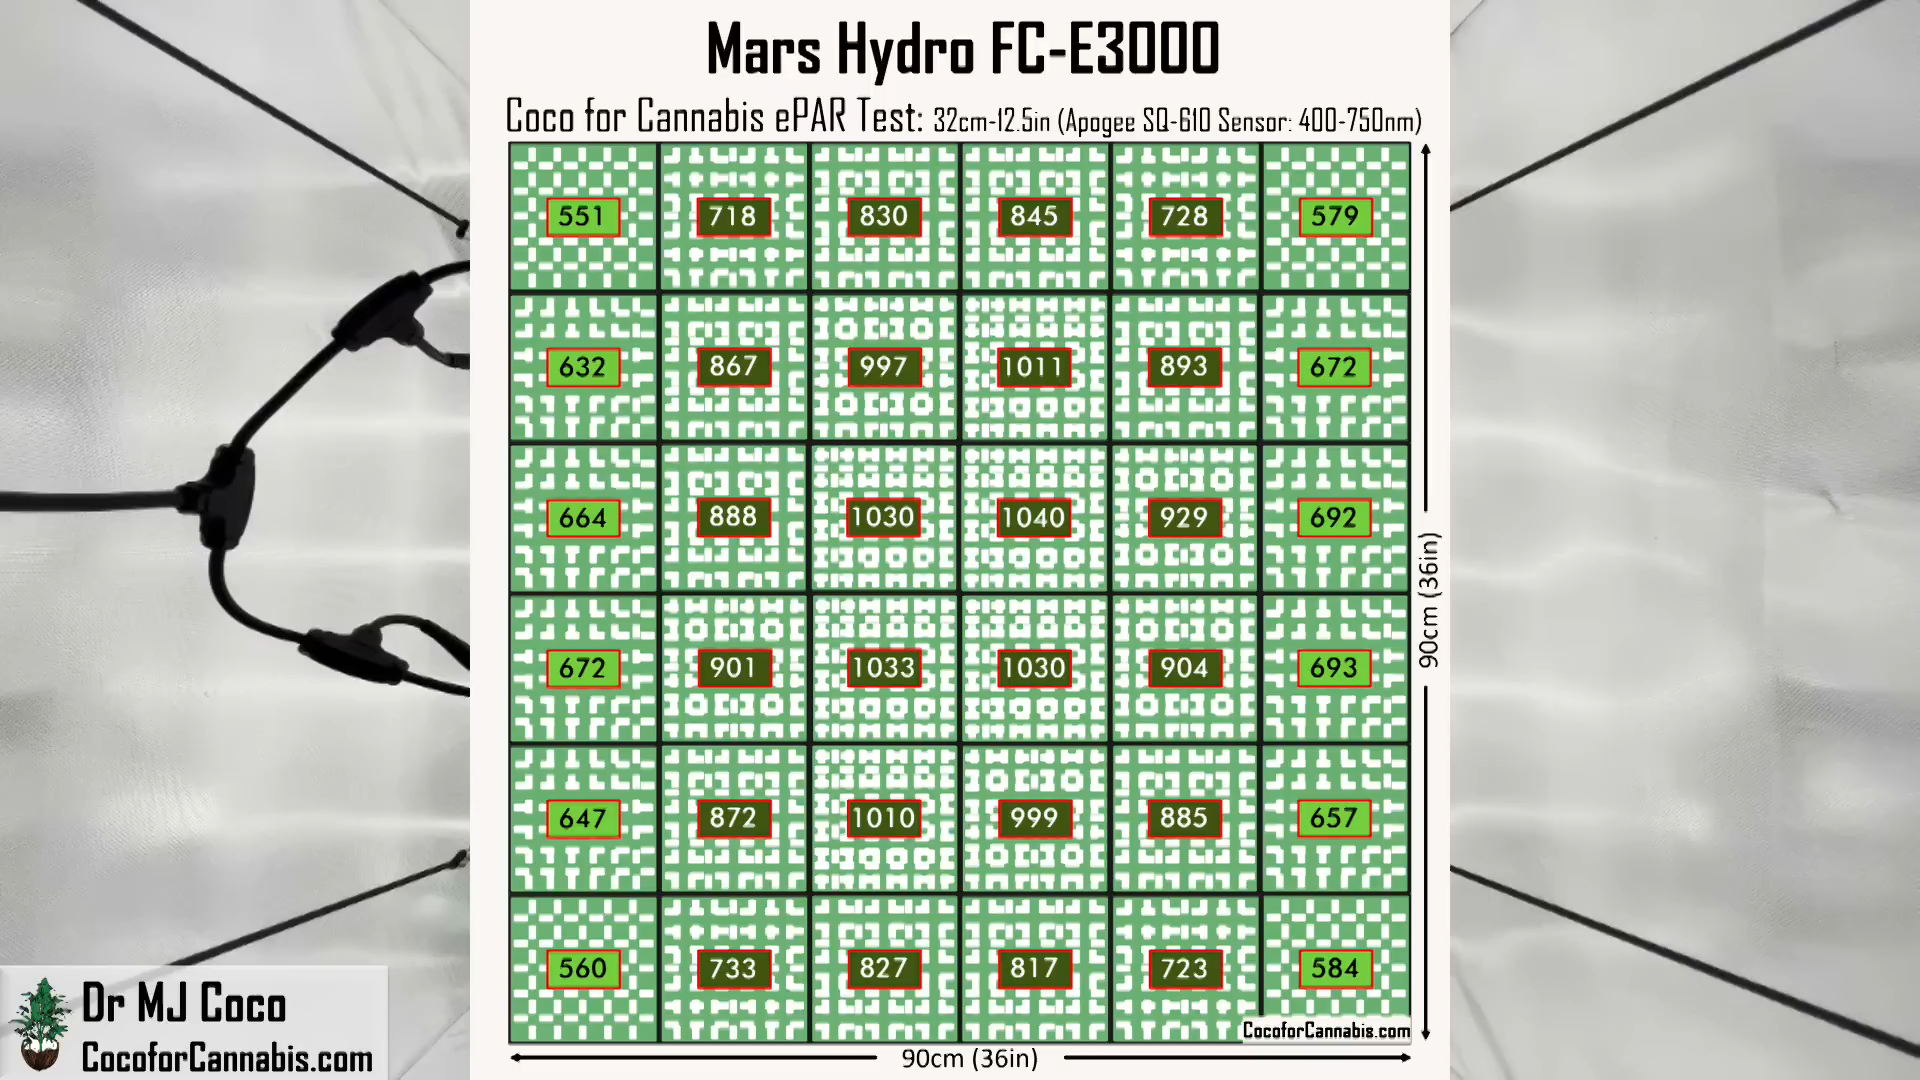 Mars Hydro FC-E3000
Coco for Cannabis ePAR Test: 32cm-12.5in (Apogee SQ-610 Sensor: 400-750nm)
551 718 830 845 728 579
632 867 997 1011 893 672
664 888 1030 1040 929 692
672 901 1033 1030 904 693
647 872 1010 999 885 657
560 733 827 817 723 584
90cm (36in)
CocoforCannabis.com
90cm (36in)
Dr MJ Coco
CocoforCannabis.com